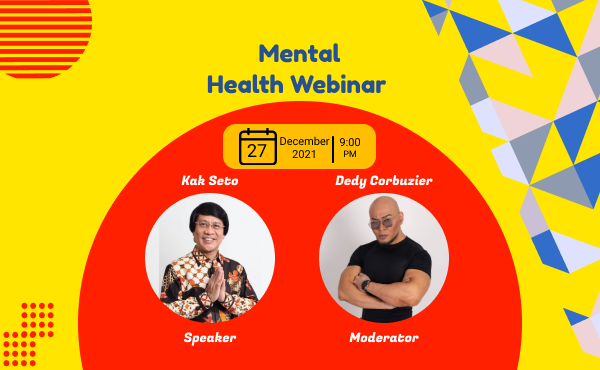 Mental
Health Webinar
27
December
2021
9:00
PM
Kak Seto
Dedy Corbuzier
Speaker
Moderator